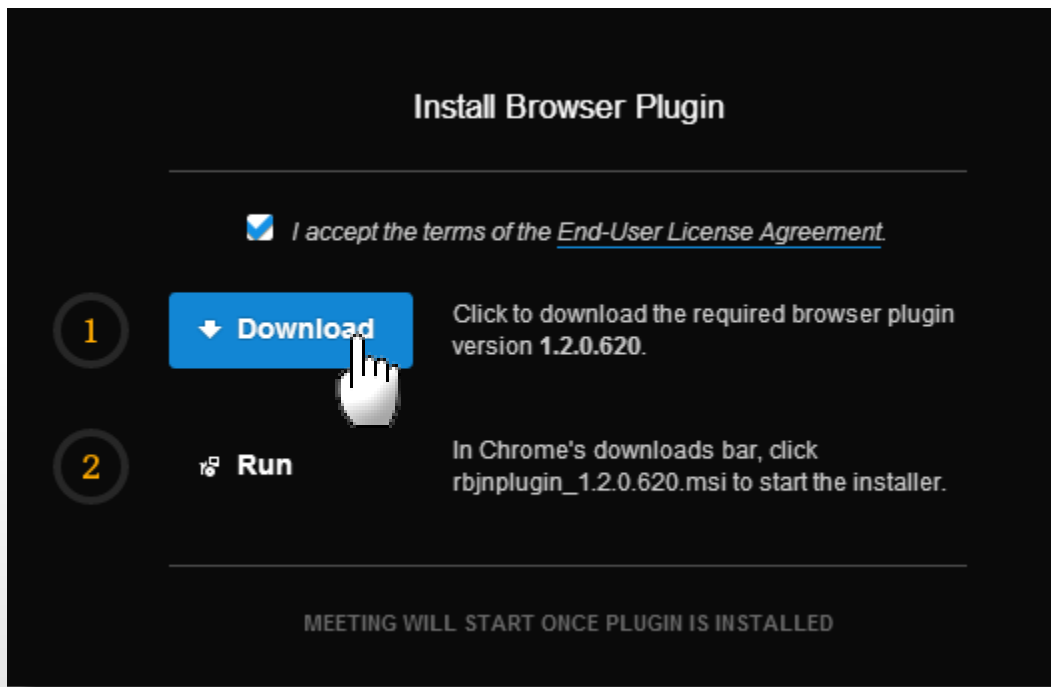 Install Browser Plugin
I accept the terms of the End-User License Agreement.
1
Download
Click to download the required browser plugin
version 1.2.0.620.
2
Run
In Chrome's downloads bar, click
rbjnplugin_1.2.0.620.msi to start the installer.
MEETING WILL START ONCE PLUGIN IS INSTALLED